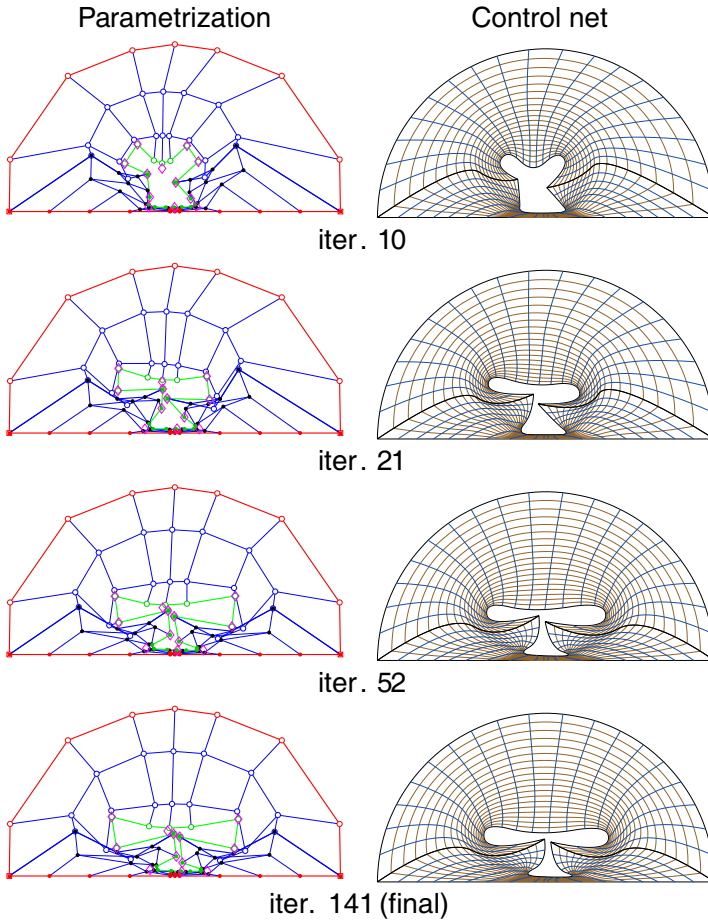 Parametrization
Control net
iter. 10
iter. 21
iter. 52
iter. 141 (final)